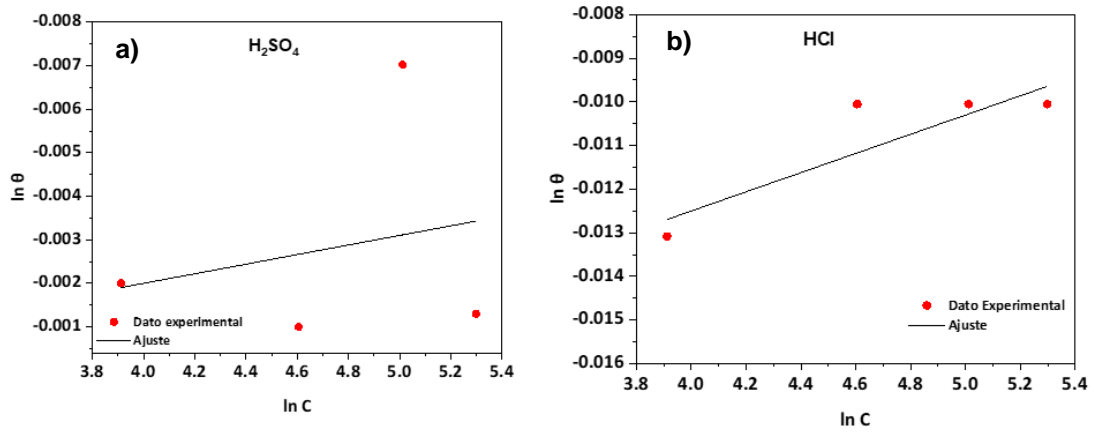 a)
H₂SO₄
-0.008
-0.007
-0.006
-0.005
-0.004
-0.003
-0.002
-0.001
ln θ
Dato experimental
Ajuste
3.8 4.0 4.2 4.4 4.6 4.8 5.0 5.2 5.4
ln C
b)
HCl
-0.008
-0.009
-0.010
-0.011
-0.012
-0.013
-0.014
-0.015
-0.016
ln θ
Dato Experimental
Ajuste
3.8 4.0 4.2 4.4 4.6 4.8 5.0 5.2 5.4
ln C